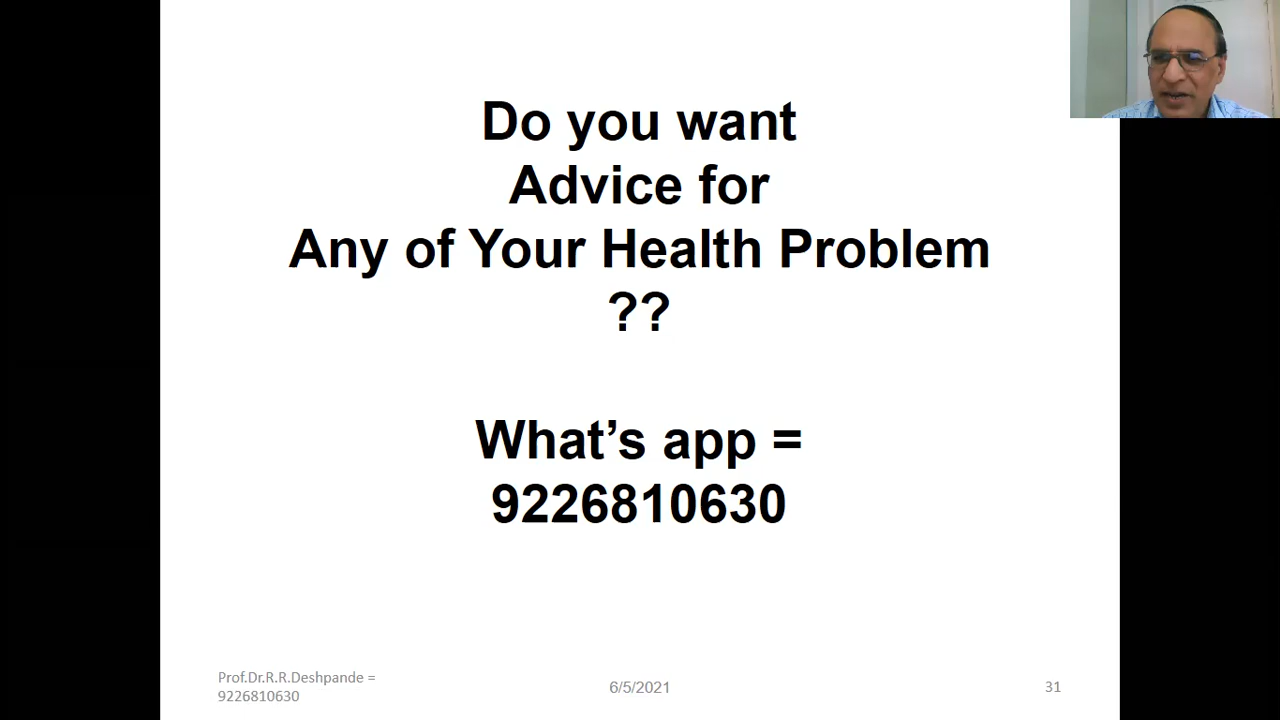 Do you want
Advice for
Any of Your Health Problem
??
What’s app =
9226810630
Prof.Dr.R.R.Deshpande =
9226810630
6/5/2021
31